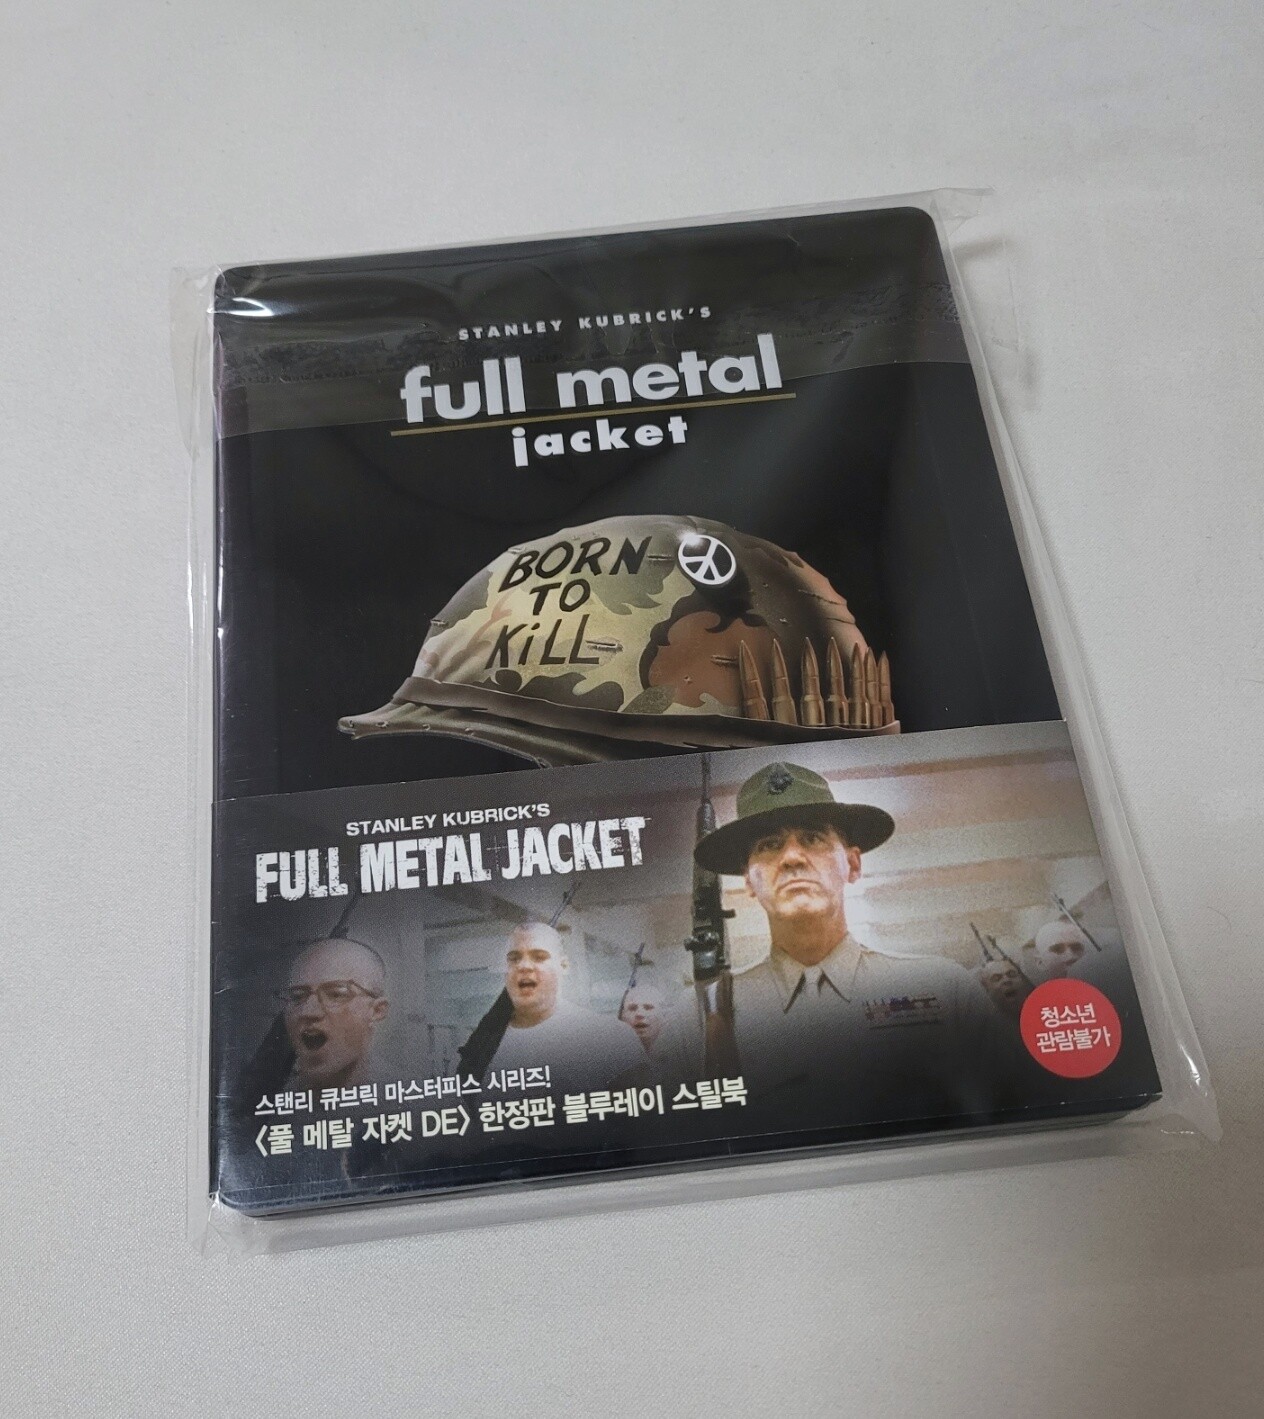 STANLEY KUBRICK'S
full metal
jacket
BORN
TO
KiLL
STANLEY KUBRICK'S
FULL METAL JACKET
청소년
관람불가
스탠리 큐브릭 마스터피스 시리즈!
<풀 메탈 자켓 DE> 한정판 블루레이 스틸북